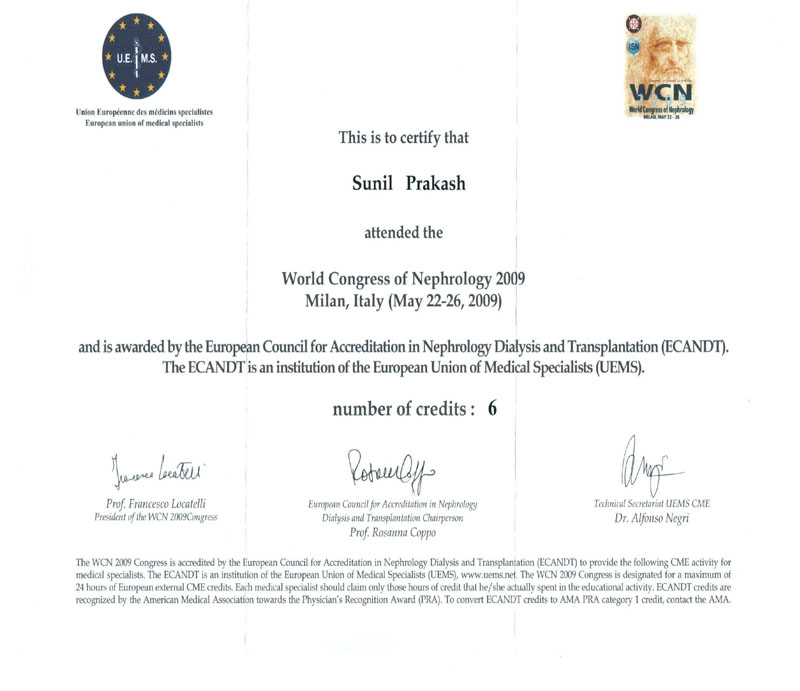 U.E. M.S.
Union Européenne des médicins specialistes
European union of medical specialists
ISN
WCN
World Congress of Nephrology
MILAN, MAY 22 - 26
This is to certify that
Sunil Prakash
attended the
World Congress of Nephrology 2009
Milan, Italy (May 22-26, 2009)
and is awarded by the European Council for Accreditation in Nephrology Dialysis and Transplantation (ECANDT).
The ECANDT is an institution of the European Union of Medical Specialists (UEMS).
number of credits : 6
Prof. Francesco Locatelli
President of the WCN 2009Congress
European Council for Accreditation in Nephrology
Dialysis and Transplantation Chairperson
Prof. Rosanna Coppo
Technical Secretariat UEMS CME
Dr. Alfonso Negri
The WCN 2009 Congress is accredited by the European Council for Accreditation in Nephrology Dialysis and Transplantation (ECANDT) to provide the following CME activity for
medical specialists. The ECANDT is an institution of the European Union of Medical Specialists (UEMS), www.uems.net. The WCN 2009 Congress is designated for a maximum of
24 hours of European external CME credits. Each medical specialist should claim only those hours of credit that he/she actually spent in the educational activity. ECANDT credits are
recognized by the American Medical Association towards the Physician's Recognition Award (PRA). To convert ECANDT credits to AMA PRA category 1 credit, contact the AMA.